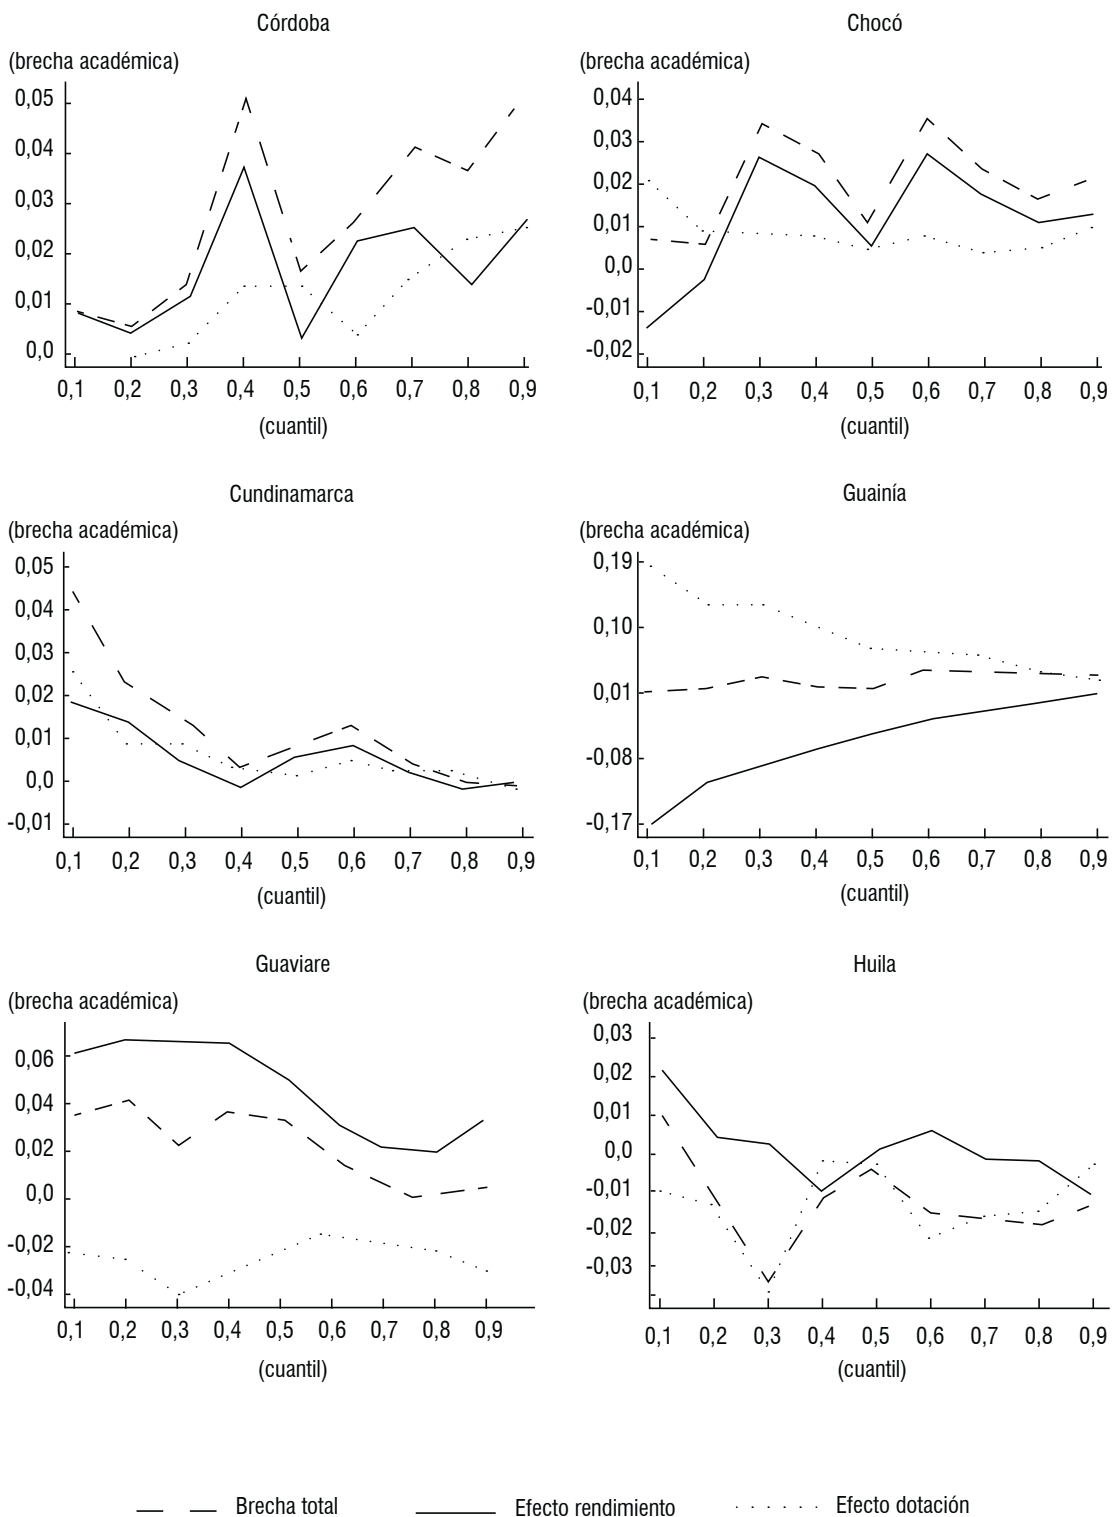 Córdoba
(brecha académica)
0,05
0,04
0,03
0,02
0,01
0,0
0,1 0,2 0,3 0,4 0,5 0,6 0,7 0,8 0,9
(cuantil)
Chocó
(brecha académica)
0,04
0,03
0,02
0,01
0,0
-0,01
-0,02
0,1 0,2 0,3 0,4 0,5 0,6 0,7 0,8 0,9
(cuantil)
Cundinamarca
(brecha académica)
0,05
0,04
0,03
0,02
0,01
0,0
-0,01
0,1 0,2 0,3 0,4 0,5 0,6 0,7 0,8 0,9
(cuantil)
Guainía
(brecha académica)
0,19
0,10
0,01
-0,08
-0,17
0,1 0,2 0,3 0,4 0,5 0,6 0,7 0,8 0,9
(cuantil)
Guaviare
(brecha académica)
0,06
0,04
0,02
0,0
-0,02
-0,04
0,1 0,2 0,3 0,4 0,5 0,6 0,7 0,8 0,9
(cuantil)
Huila
(brecha académica)
0,03
0,02
0,01
0,0
-0,01
-0,02
-0,03
0,1 0,2 0,3 0,4 0,5 0,6 0,7 0,8 0,9
(cuantil)
Brecha total Efecto rendimiento Efecto dotación